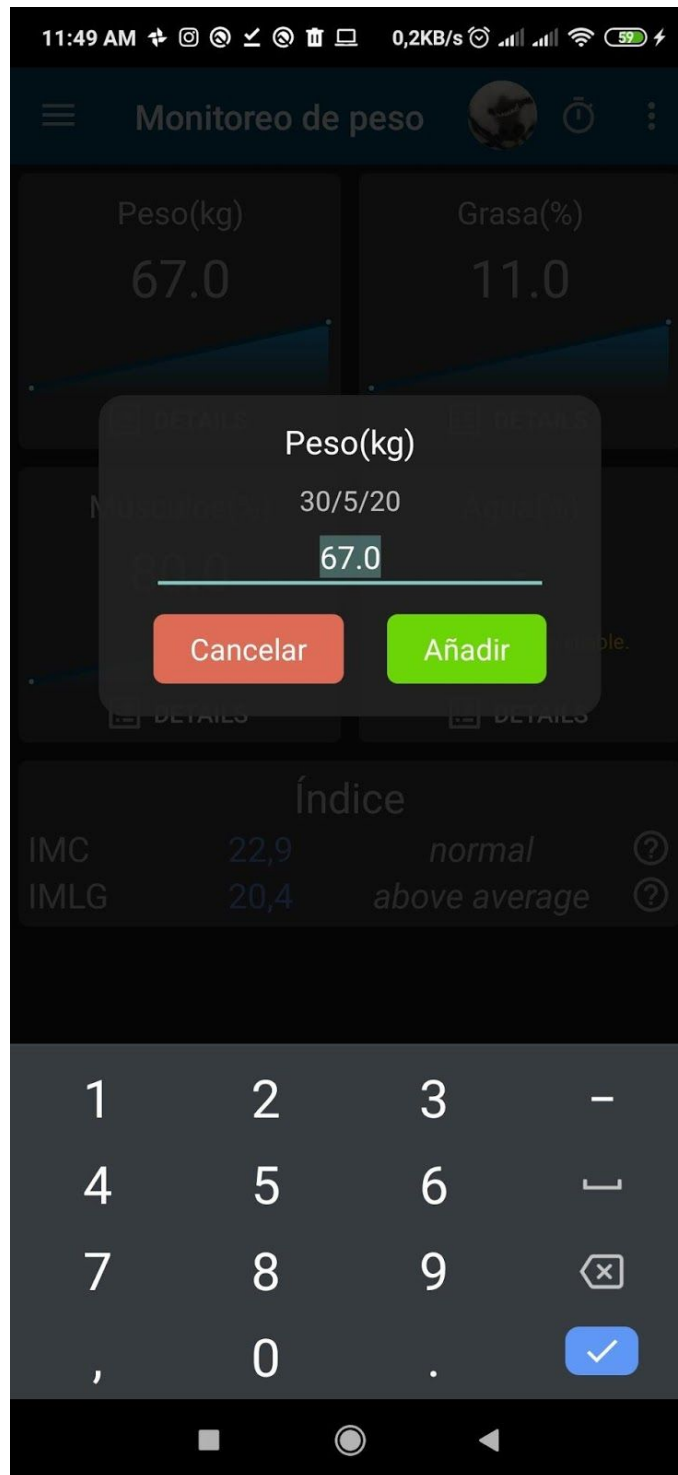 11:49 AM 0,2KB/s 59
Monitoreo de peso
Peso(kg) Grasa(%)
67.0 11.0
DETAILS DETAILS
Peso(kg)
30/5/20
67.0
Cancelar Añadir
DETAILS DETAILS
Índice
IMC 22,9 normal
IMLG 20,4 above average
1 2 3 -
4 5 6
7 8 9
, 0 .